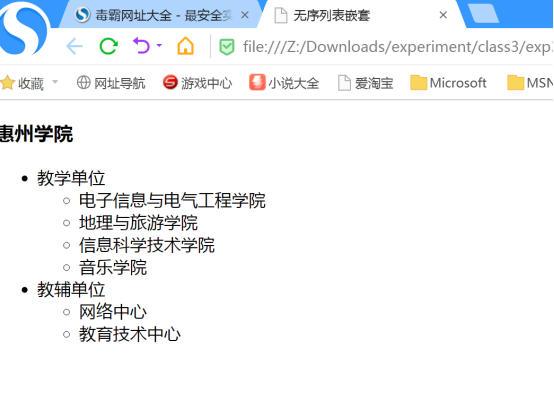 毒霸网址大全 - 最安全实
无序列表嵌套
file:///Z:/Downloads/experiment/class3/exp3
收藏 网址导航 游戏中心 小说大全 爱淘宝 Microsoft MSN
惠州学院
教学单位
电子信息与电气工程学院
地理与旅游学院
信息科学技术学院
音乐学院
教辅单位
网络中心
教育技术中心